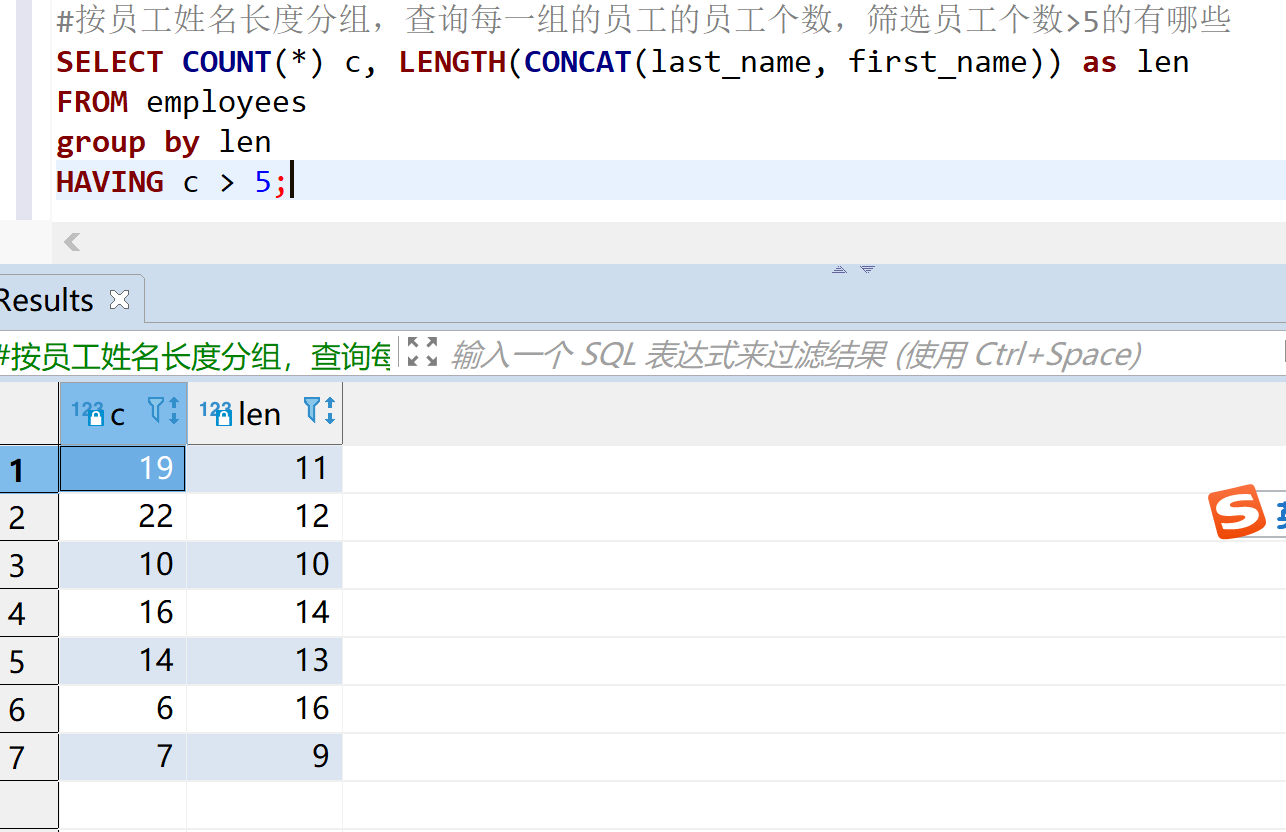 #按员工姓名长度分组，查询每一组的员工的员工个数，筛选员工个数>5的有哪些
SELECT COUNT(*) c, LENGTH(CONCAT(last_name, first_name)) as len
FROM employees
group by len
HAVING c > 5;
Results
#按员工姓名长度分组，查询每 输入一个 SQL 表达式来过滤结果 (使用 Ctrl+Space)
123 c 123 len
1 19 11
2 22 12
3 10 10
4 16 14
5 14 13
6 6 16
7 7 9